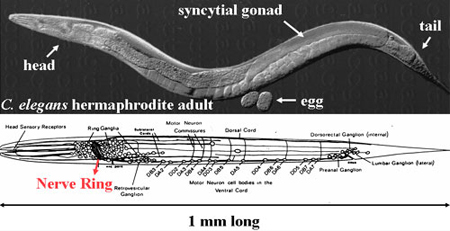 syncytial gonad
tail
head
C. elegans hermaphrodite adult
egg
Head Sensory Receptors
Ring Ganglia
Motor Neuron
Commissures
Dorsal Cord
Dorsorectal Ganglion (internal)
Nerve Ring
Retrovesicular
Ganglion
Motor Neuron cell bodies in the
Ventral Cord
Preanal Ganglion
Lumbar Ganglion (lateral)
1 mm long